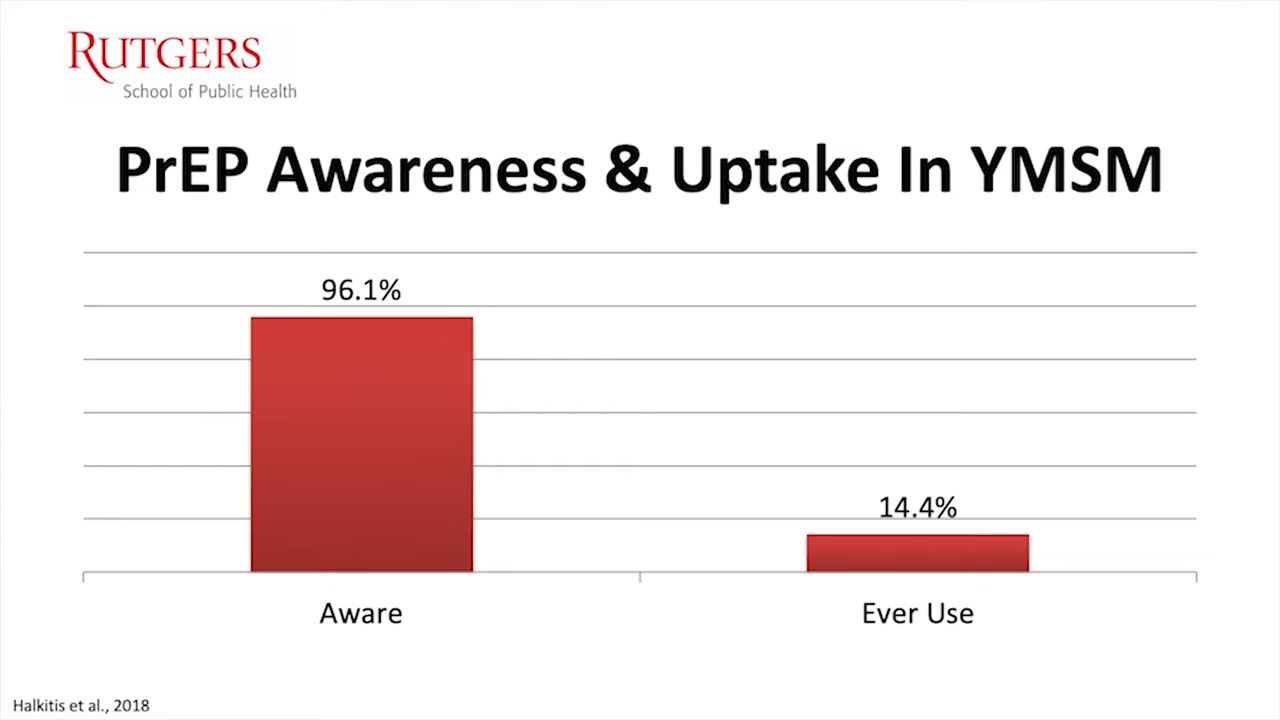 RUTGERS
School of Public Health
PrEP Awareness & Uptake In YMSM
96.1%
14.4%
Aware
Ever Use
Halkitis et al., 2018